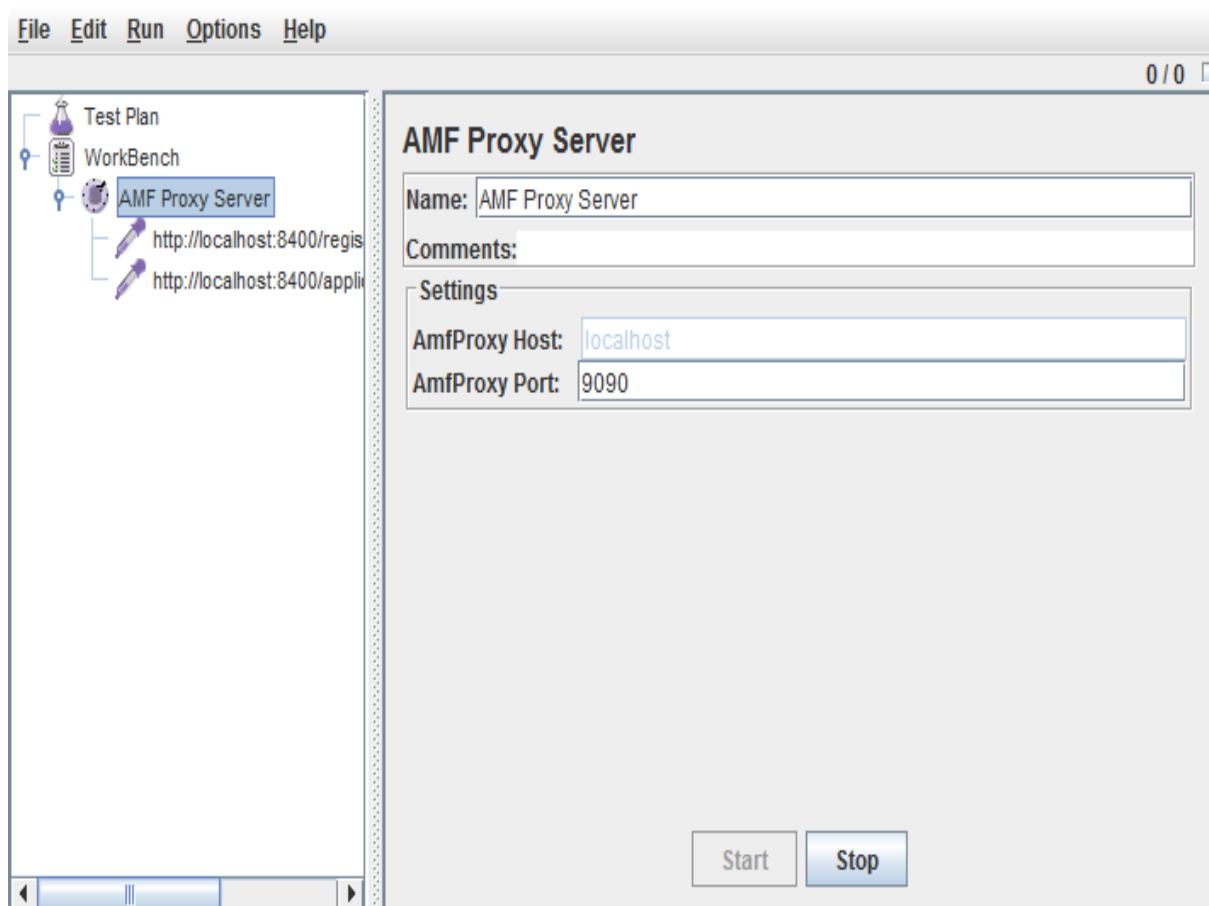 File Edit Run Options Help
0 / 0
Test Plan
WorkBench
AMF Proxy Server
http://localhost:8400/regis
http://localhost:8400/appli
AMF Proxy Server
Name: AMF Proxy Server
Comments:
Settings
AmfProxy Host: localhost
AmfProxy Port: 9090
Start Stop